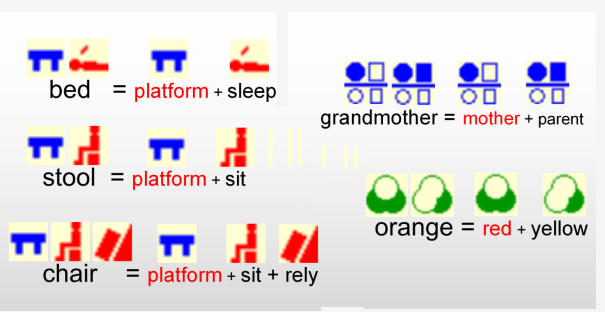 bed = platform + sleep
stool = platform + sit
chair = platform + sit + rely
grandmother = mother + parent
orange = red + yellow